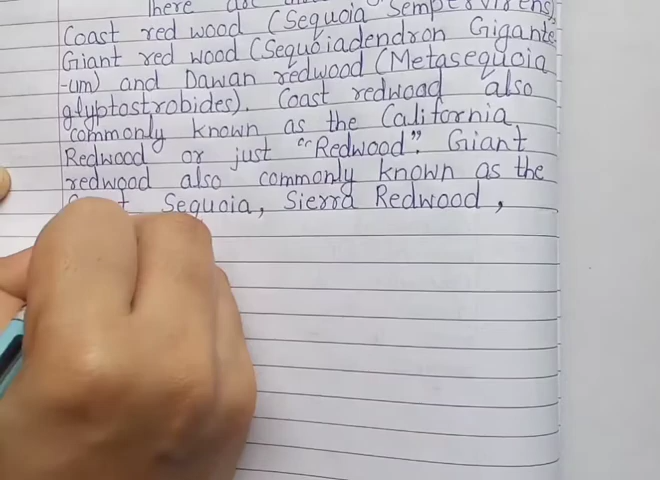 There
Coast red wood (Sequoia Sempervirens),
Giant red wood (Sequoiadendron Gigante
-um) and Dawan redwood (Metasequoia
glyptostrobides). Coast redwood also
commonly known as the California
Redwood or just "Redwood". Giant
redwood also commonly known as the
Sequoia, Sierra Redwood,